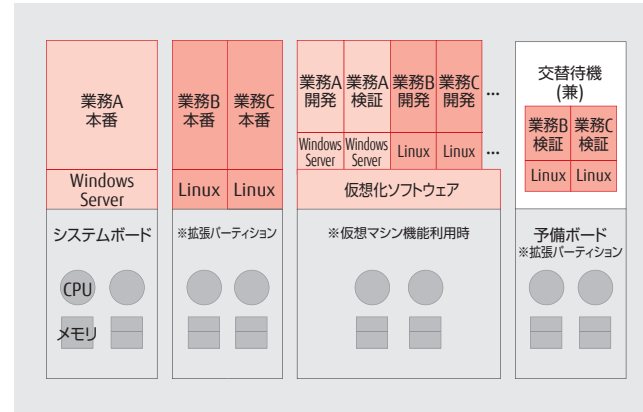 業務A
本番
Windows
Server
システムボード
CPU
メモリ
業務B
本番
業務C
本番
Linux
Linux
※拡張パーティション
業務A
開発
業務A
検証
業務B
開発
業務C
開発
...
Windows
Server
Windows
Server
Linux
Linux
...
仮想化ソフトウェア
※仮想マシン機能利用時
交替待機
(兼)
業務B
検証
業務C
検証
Linux
Linux
予備ボード
※拡張パーティション